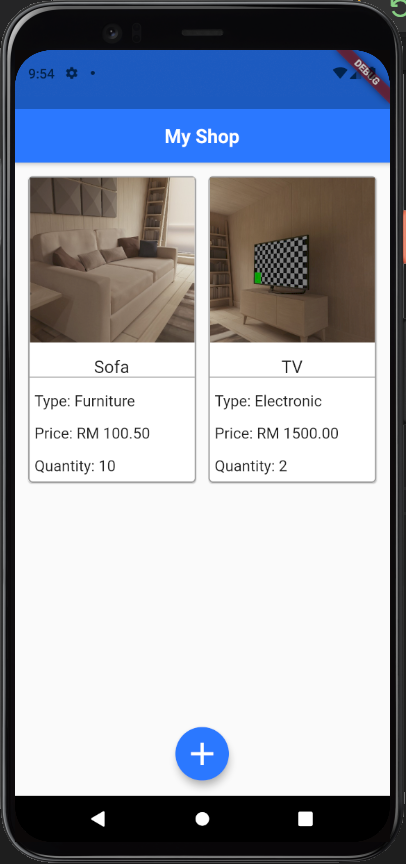 9:54
DEBUG
My Shop
Sofa
TV
Type: Furniture
Type: Electronic
Price: RM 100.50
Price: RM 1500.00
Quantity: 10
Quantity: 2